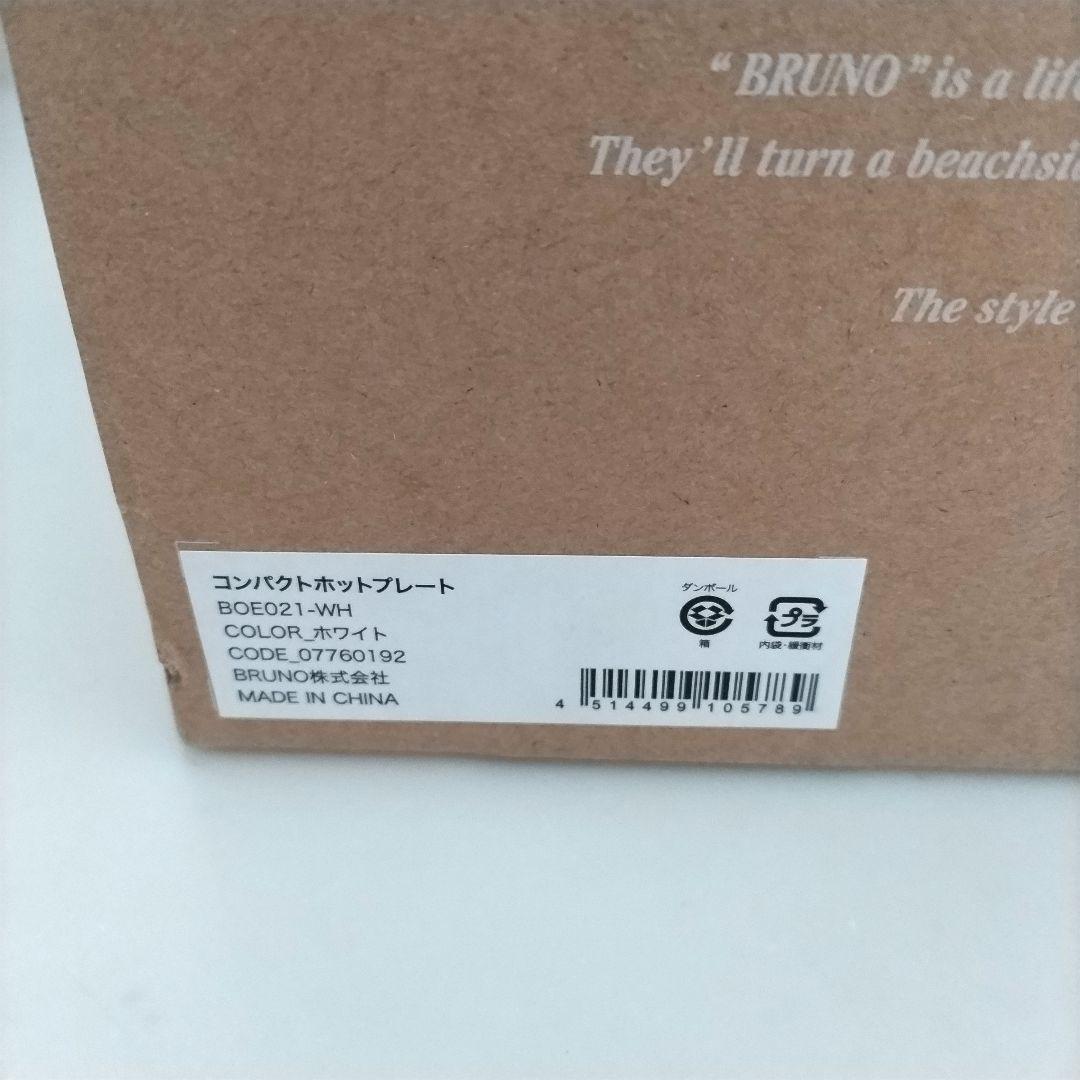 “BRUNO” is a
They’ll turn a
The style
コンパクトホットプレート
BOE021-WH
COLOR_ホワイト
CODE_07760192
BRUNO株式会社
MADE IN CHINA
ダンボール
箱
プラ
内袋・緩衝材
4 514499 105789